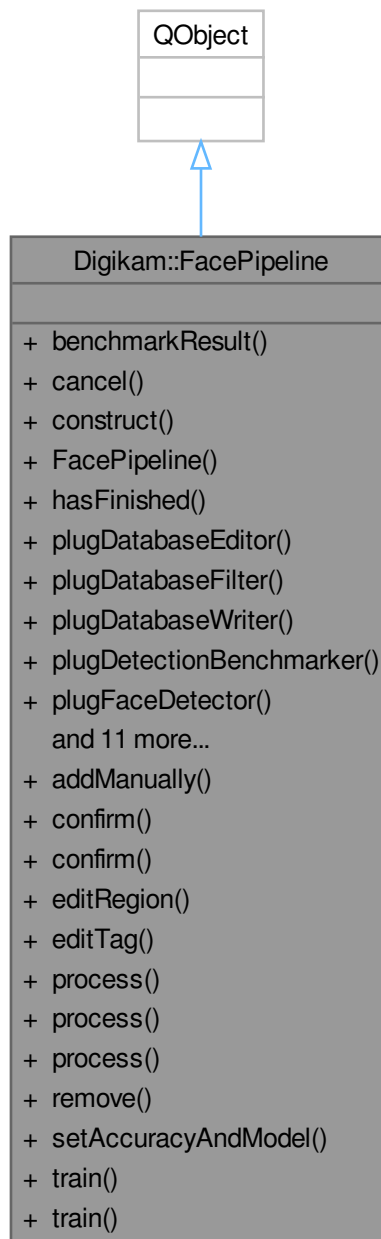 QObject
Digikam::FacePipeline
+ benchmarkResult()
+ cancel()
+ construct()
+ FacePipeline()
+ hasFinished()
+ plugDatabaseEditor()
+ plugDatabaseFilter()
+ plugDatabaseWriter()
+ plugDetectionBenchmarker()
+ plugFaceDetector()
and 11 more...
+ addManually()
+ confirm()
+ confirm()
+ editRegion()
+ editTag()
+ process()
+ process()
+ process()
+ remove()
+ setAccuracyAndModel()
+ train()
+ train()